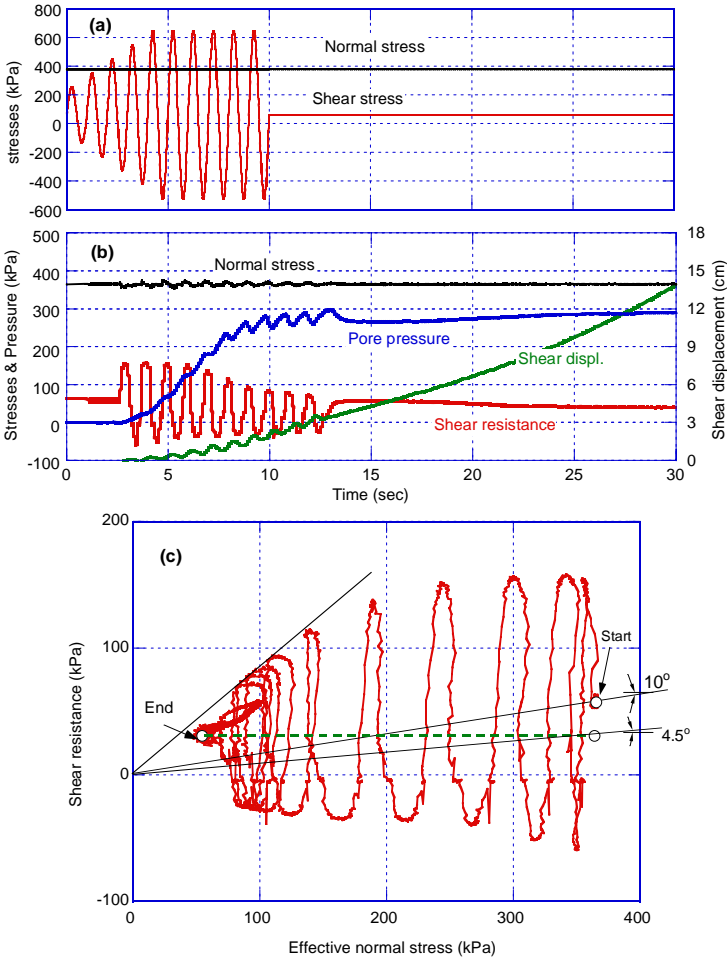 (a)
800
600
400
200
0
-200
-400
-600
stresses (kPa)
Normal stress
Shear stress
(b)
500
400
300
200
100
0
-100
Stresses & Pressure (kPa)
18
15
12
9
6
3
0
Shear displacement (cm)
Normal stress
Pore pressure
Shear displ.
Shear resistance
0 5 10 15 20 25 30
Time (sec)
(c)
200
100
0
-100
Shear resistance (kPa)
Start
10°
End
4.5°
0 100 200 300 400
Effective normal stress (kPa)